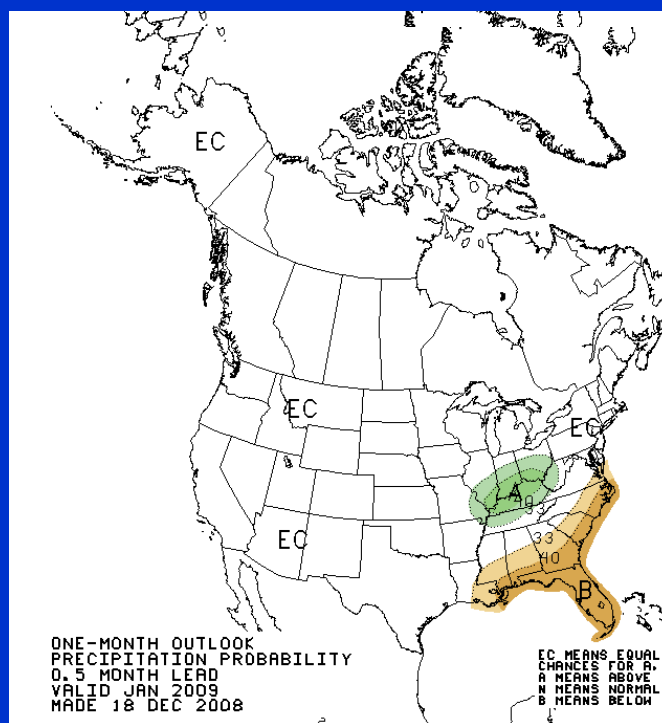 EC
EC
EC
A
40
33
EC
33
40
B
ONE-MONTH OUTLOOK
PRECIPITATION PROBABILITY
0.5 MONTH LEAD
VALID JAN 2009
MADE 18 DEC 2008
EC MEANS EQUAL
CHANCES FOR A,
A MEANS ABOVE
N MEANS NORMAL
B MEANS BELOW